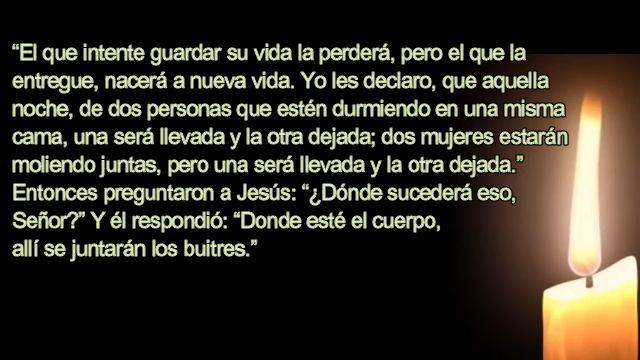 “El que intente guardar su vida la perderá, pero el que la
entregue, nacerá a nueva vida. Yo les declaro, que aquella
noche, de dos personas que estén durmiendo en una misma
cama, una será llevada y la otra dejada; dos mujeres estarán
moliendo juntas, pero una será llevada y la otra dejada.”
Entonces preguntaron a Jesús: “¿Dónde sucederá eso,
Señor?” Y él respondió: “Donde esté el cuerpo,
allí se juntarán los buitres.”